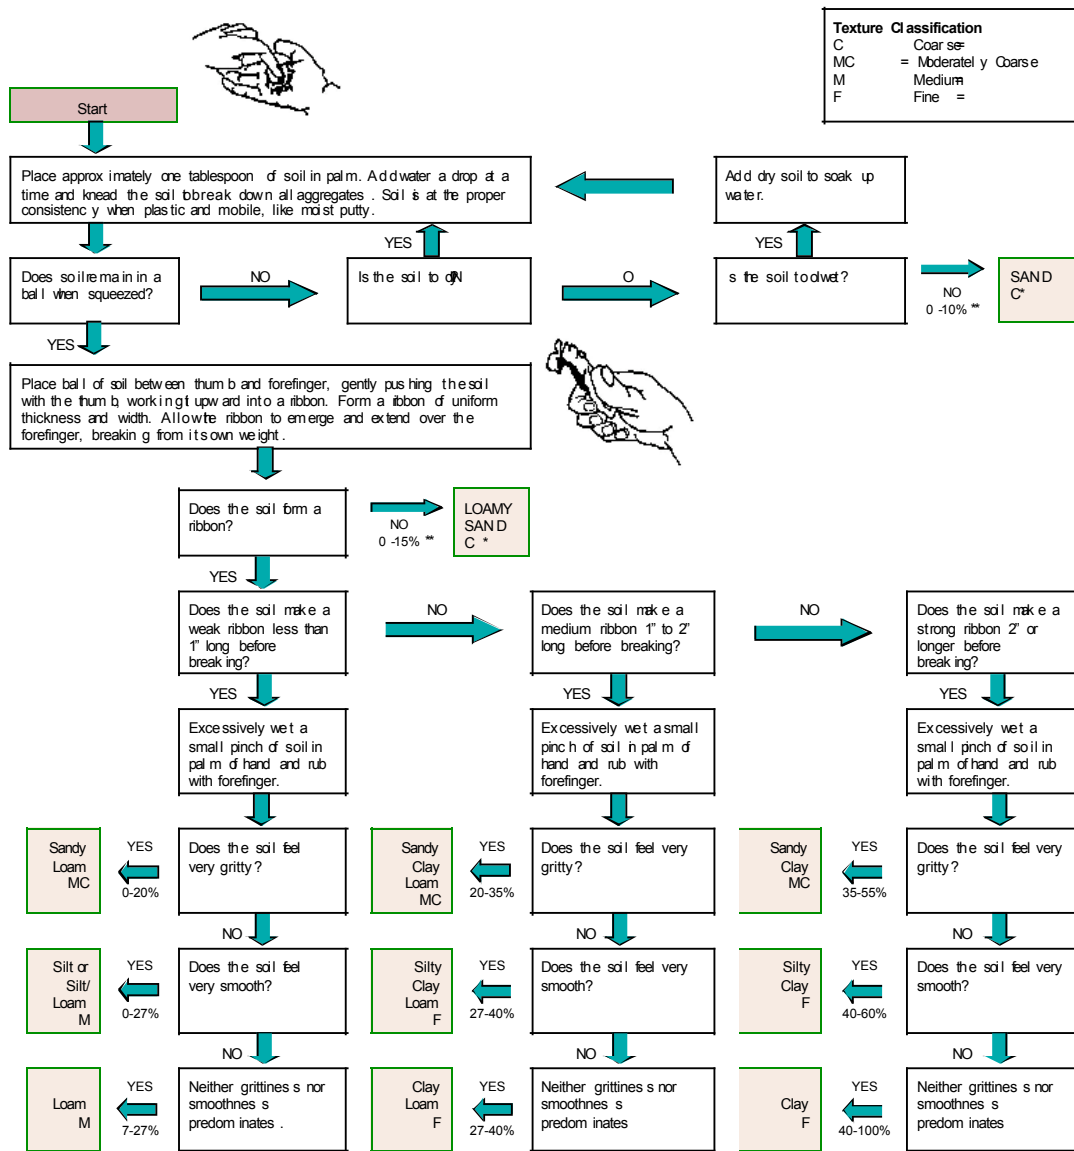 Texture Classification
C Coarse=
MC = Moderately Coarse
M Medium=
F Fine =
Start
Place approximately one tablespoon of soil in palm. Add water a drop at a
time and knead the soil to break down all aggregates . Soil is at the proper
consistency when plastic and mobile, like moist putty.
Add dry soil to soak up
water.
YES
YES
Does soil remain in a
ball when squeezed?
NO
Is the soil to dN
O
s the soil to owet?
NO
0 -10% **
SAND
C*
YES
Place ball of soil between thumb and forefinger, gently pushing the soil
with the thumb, working t upward into a ribbon. Form a ribbon of uniform
thickness and width. Allow the ribbon to emerge and extend over the
forefinger, breaking from its own weight .
Does the soil form a
ribbon?
NO
0 -15% **
LOAMY
SAND
C *
YES
Does the soil make a
weak ribbon less than
1” long before
breaking?
NO
Does the soil make a
medium ribbon 1” to 2”
long before breaking?
NO
Does the soil make a
strong ribbon 2” or
longer before
breaking?
YES
YES
YES
Excessively wet a
small pinch of soil in
palm of hand and rub
with forefinger.
Excessively wet a small
pinch of soil in palm of
hand and rub with
forefinger.
Excessively wet a
small pinch of soil in
palm of hand and rub
with forefinger.
Sandy
Loam
MC
YES
0-20%
Does the soil feel
very gritty?
Sandy
Clay
Loam
MC
YES
20-35%
Does the soil feel very
gritty?
Sandy
Clay
MC
YES
35-55%
Does the soil feel very
gritty?
NO
NO
NO
Silt or
Silt/
Loam
M
YES
0-27%
Does the soil feel
very smooth?
Silty
Clay
Loam
F
YES
27-40%
Does the soil feel very
smooth?
Silty
Clay
F
YES
40-60%
Does the soil feel very
smooth?
NO
NO
NO
Loam
M
YES
7-27%
Neither grittines s nor
smoothnes s
predominates .
Clay
Loam
F
YES
27-40%
Neither grittines s nor
smoothnes s
predominates
Clay
F
YES
40-100%
Neither grittines s nor
smoothnes s
predominates